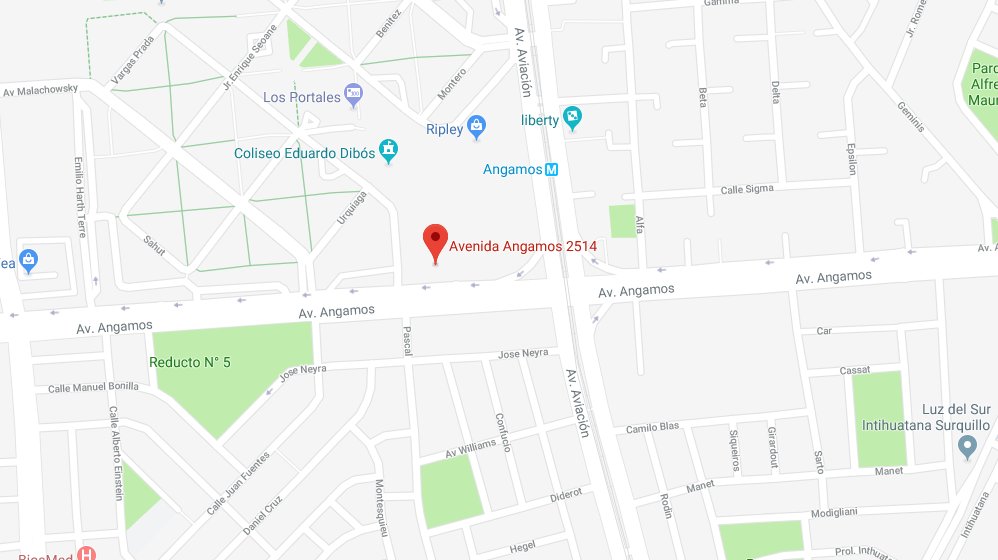 Gamma
Benitez
Jr. Rome
Jr.Enrique Seoane
Av. Aviación
Vargas Prada
Parq
Alfre
Maur
Av Malachowsky
Montero
Los Portales
Beta
Delta
Geminis
Ripley
liberty
Coliseo Eduardo Dibós
Epsilon
Angamos M
Emilio Harth Terre
Calle Sigma
Urquiaga
Alfa
Sahut
Avenida Angamos 2514
Av. A
ea
Av. Angamos
Av. Angamos
Av. Angamos
Av. Angamos
Pascal
Car
Reducto N° 5
Jose Neyra
Jose Neyra
Cassat
Calle Manuel Bonilla
Av. Aviación
Luz del Sur
Intihuatana Surquillo
Calle Alberto Einstein
Confucio
Camilo Blas
Siqueiros
Girardout
Sarto
Av Williams
Manet
Calle Juan Fuentes
Manet
Montesquieu
Diderot
Rodin
Daniel Cruz
Modigliani
Intihuatana
Hegel
Prol. Intihuata
BiosMed H